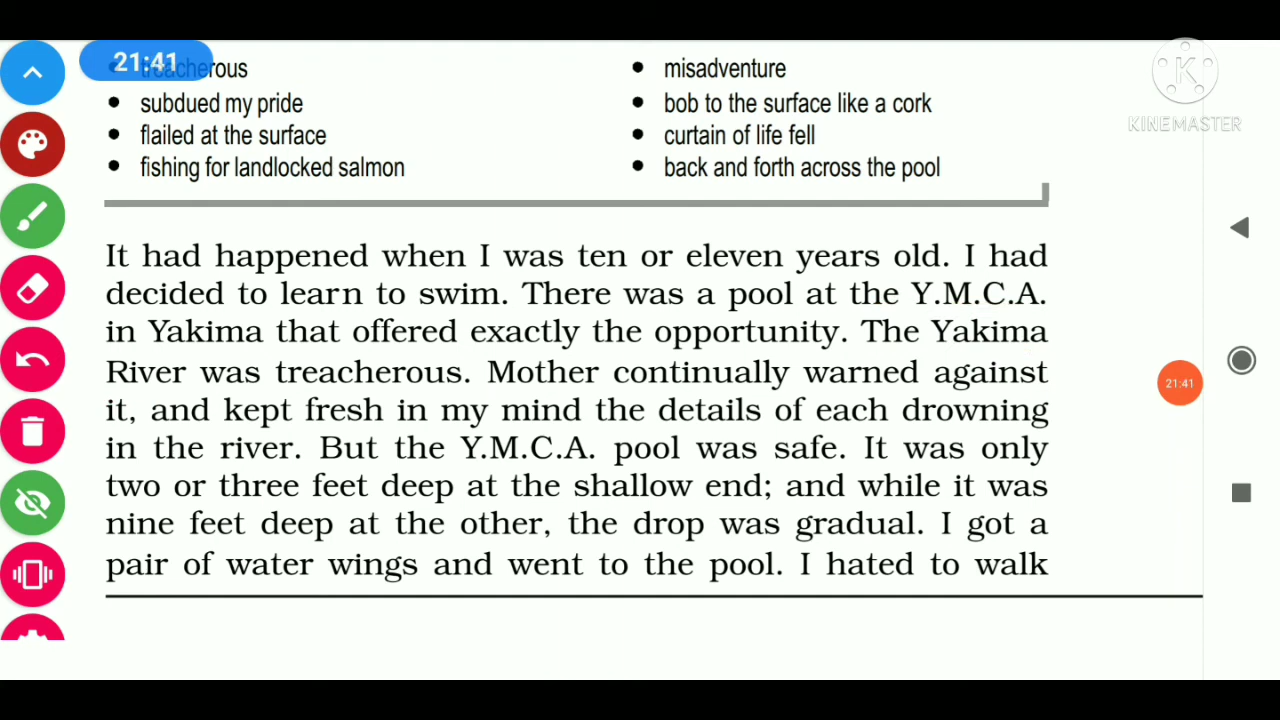 21:41
treacherous
misadventure
KINEMASTER
subdued my pride
bob to the surface like a cork
flailed at the surface
curtain of life fell
fishing for landlocked salmon
back and forth across the pool
It had happened when I was ten or eleven years old. I had
decided to learn to swim. There was a pool at the Y.M.C.A.
in Yakima that offered exactly the opportunity. The Yakima
River was treacherous. Mother continually warned against
21:41
it, and kept fresh in my mind the details of each drowning
in the river. But the Y.M.C.A. pool was safe. It was only
two or three feet deep at the shallow end; and while it was
nine feet deep at the other, the drop was gradual. I got a
pair of water wings and went to the pool. I hated to walk